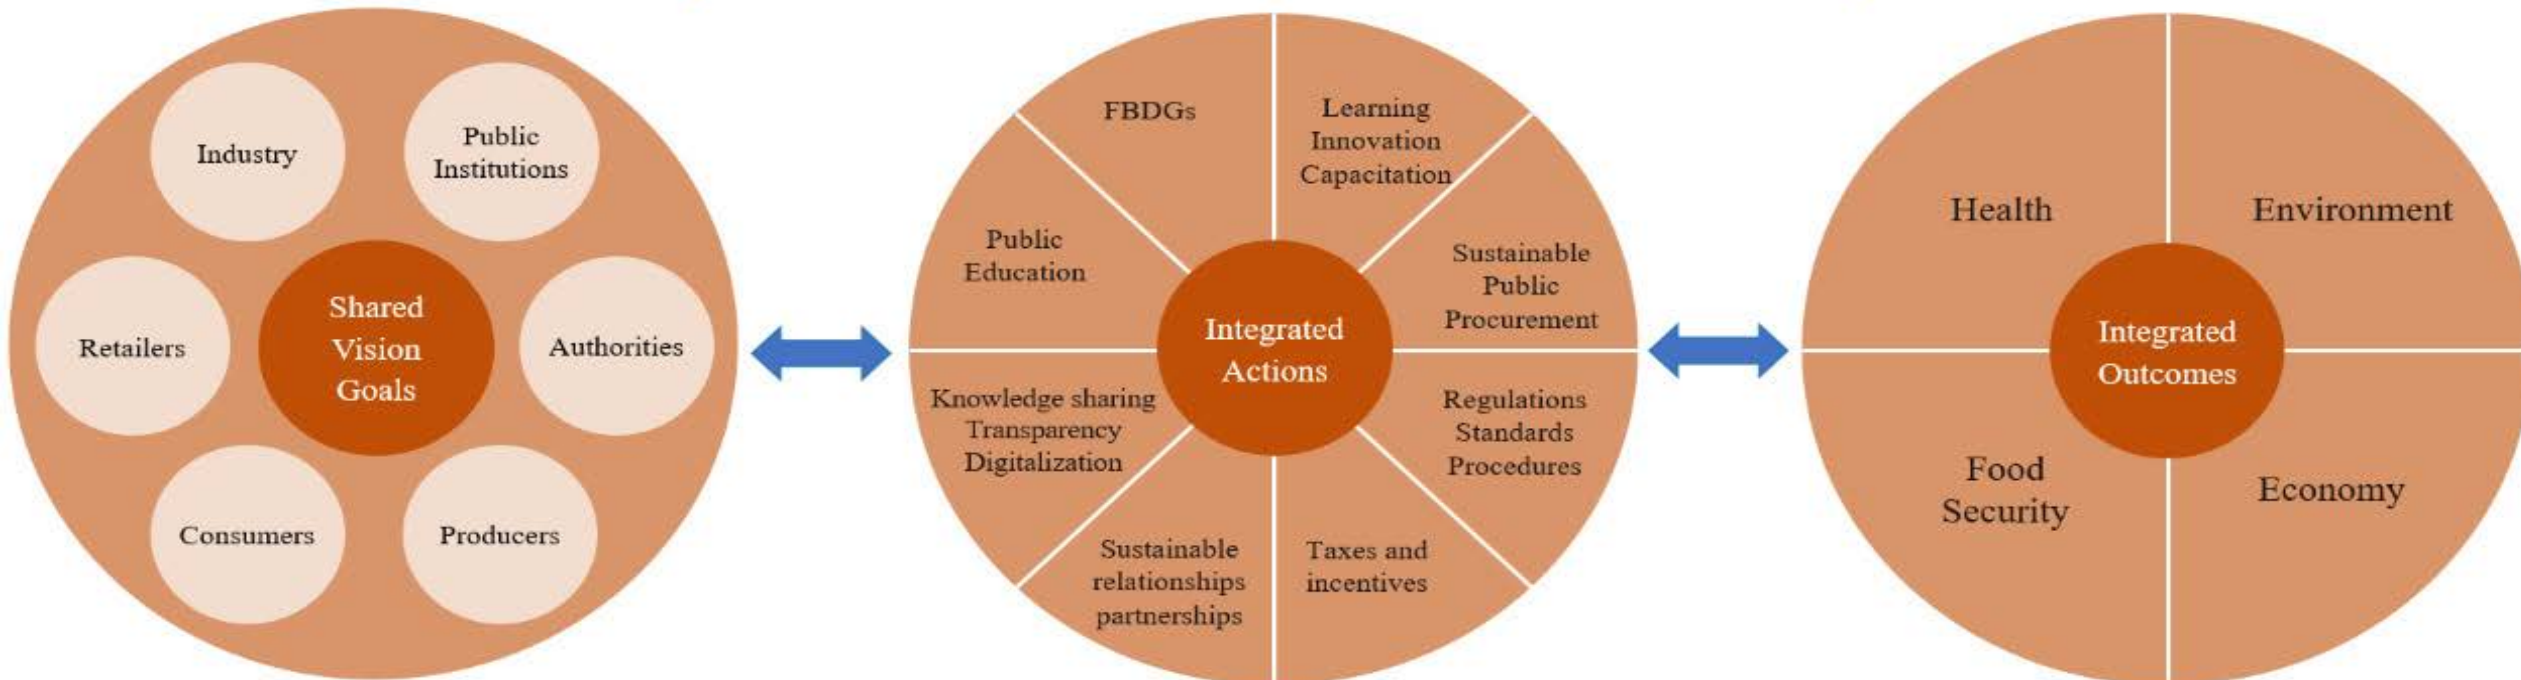 Industry
Public
Institutions
Retailers
Shared
Vision
Goals
Authorities
Consumers
Producers
FBDGs
Learning
Innovation
Capacitation
Public
Education
Sustainable
Public
Procurement
Integrated
Actions
Knowledge sharing
Transparency
Digitalization
Regulations
Standards
Procedures
Sustainable
relationships
partnerships
Taxes and
incentives
Health
Environment
Integrated
Outcomes
Food
Security
Economy